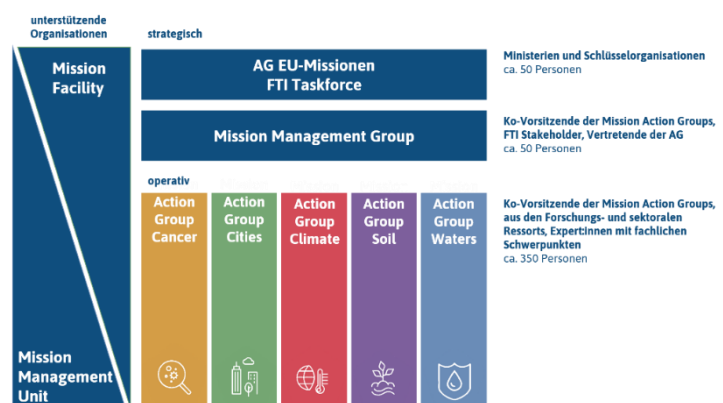 unterstützende
Organisationen
strategisch
Mission
Facility
AG EU-Missionen
FTI Taskforce
Ministerien und Schlüsselorganisationen
ca. 50 Personen
Mission Management Group
Ko-Vorsitzende der Mission Action Groups,
FTI Stakeholder, Vertretende der AG
ca. 50 Personen
operativ
Action
Group
Cancer
Action
Group
Cities
Action
Group
Climate
Action
Group
Soil
Action
Group
Waters
Ko-Vorsitzende der Mission Action Groups,
aus den Forschungs- und sektoralen
Ressorts, Expert:innen mit fachlichen
Schwerpunkten
ca. 350 Personen
Mission
Management
Unit